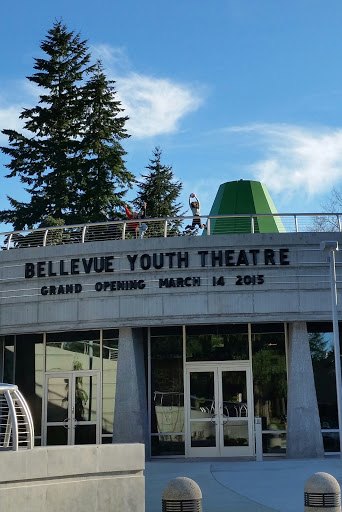 BELLEVUE YOUTH THEATRE
GRAND OPENING MARCH 14 2015